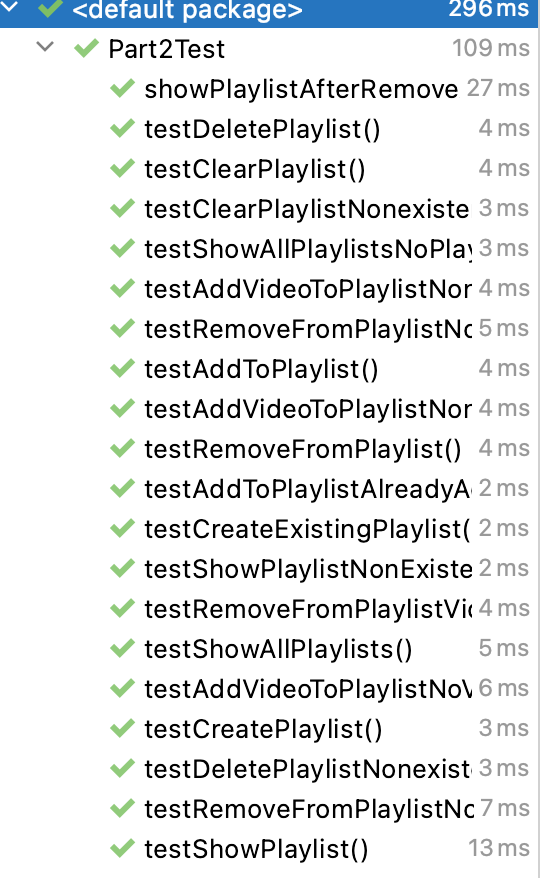 <default package> 296 ms
Part2Test 109 ms
showPlaylistAfterRemove 27 ms
testDeletePlaylist() 4 ms
testClearPlaylist() 4 ms
testClearPlaylistNonexiste 3 ms
testShowAllPlaylistsNoPlay 3 ms
testAddVideoToPlaylistNor 4 ms
testRemoveFromPlaylistNo 5 ms
testAddToPlaylist() 4 ms
testAddVideoToPlaylistNor 4 ms
testRemoveFromPlaylist() 4 ms
testAddToPlaylistAlreadyA 2 ms
testCreateExistingPlaylist( 2 ms
testShowPlaylistNonExiste 2 ms
testRemoveFromPlaylistVid 4 ms
testShowAllPlaylists() 5 ms
testAddVideoToPlaylistNoV 6 ms
testCreatePlaylist() 3 ms
testDeletePlaylistNonexist 3 ms
testRemoveFromPlaylistNo 7 ms
testShowPlaylist() 13 ms